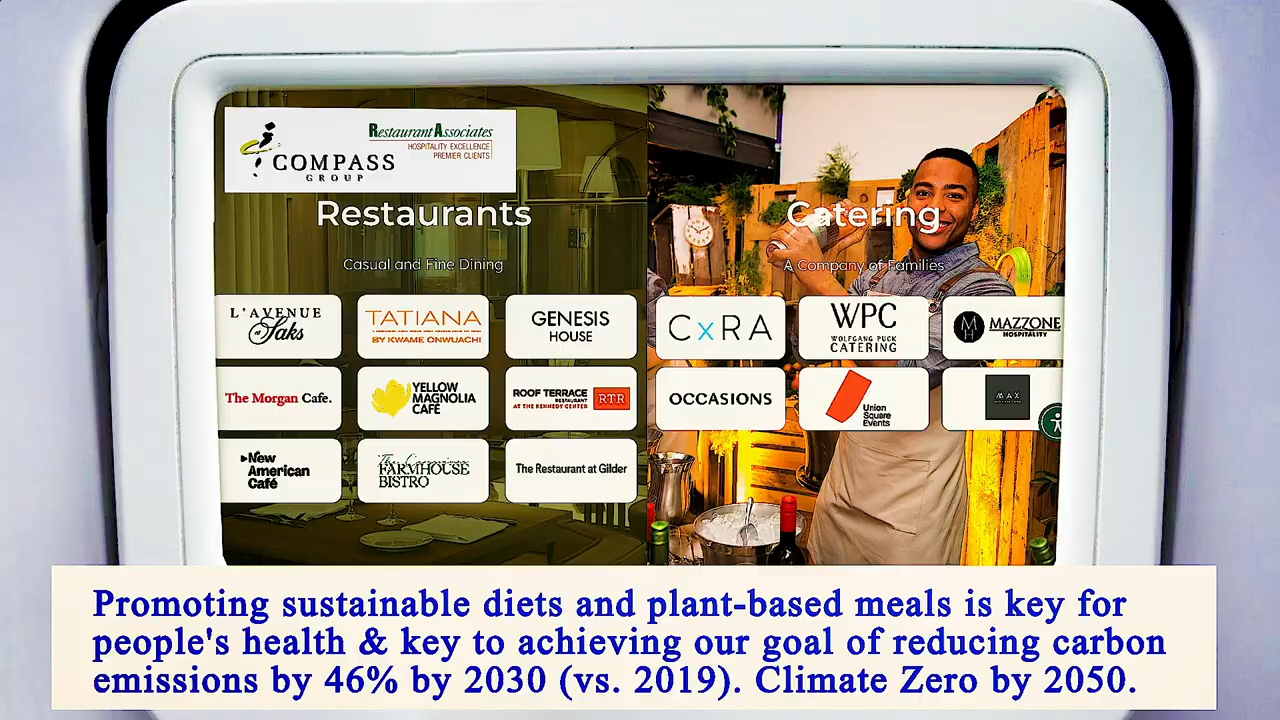 COMPASS
GROUP
Restaurant Associates
HOSPITALITY EXCELLENCE
PREMIER CLIENTS
Restaurants
Casual and Fine Dining
L'AVENUE
Saks
TATIANA
BY KWAME ONWUACHI
GENESIS
HOUSE
The Morgan Cafe.
YELLOW
MAGNOLIA
CAFÉ
ROOF TERRACE
RESTAURANT
AT THE KENNEDY CENTER
RTR
New
American
Café
FARMHOUSE
BISTRO
The Restaurant at Gilder
Catering
A Company of Families
CxRA
WPC
WOLFGANG PUCK
CATERING
MH
MAZZONE
HOSPITALITY
OCCASIONS
Union
Square
Events
MAX
Promoting sustainable diets and plant-based meals is key for
people's health & key to achieving our goal of reducing carbon
emissions by 46% by 2030 (vs. 2019). Climate Zero by 2050.